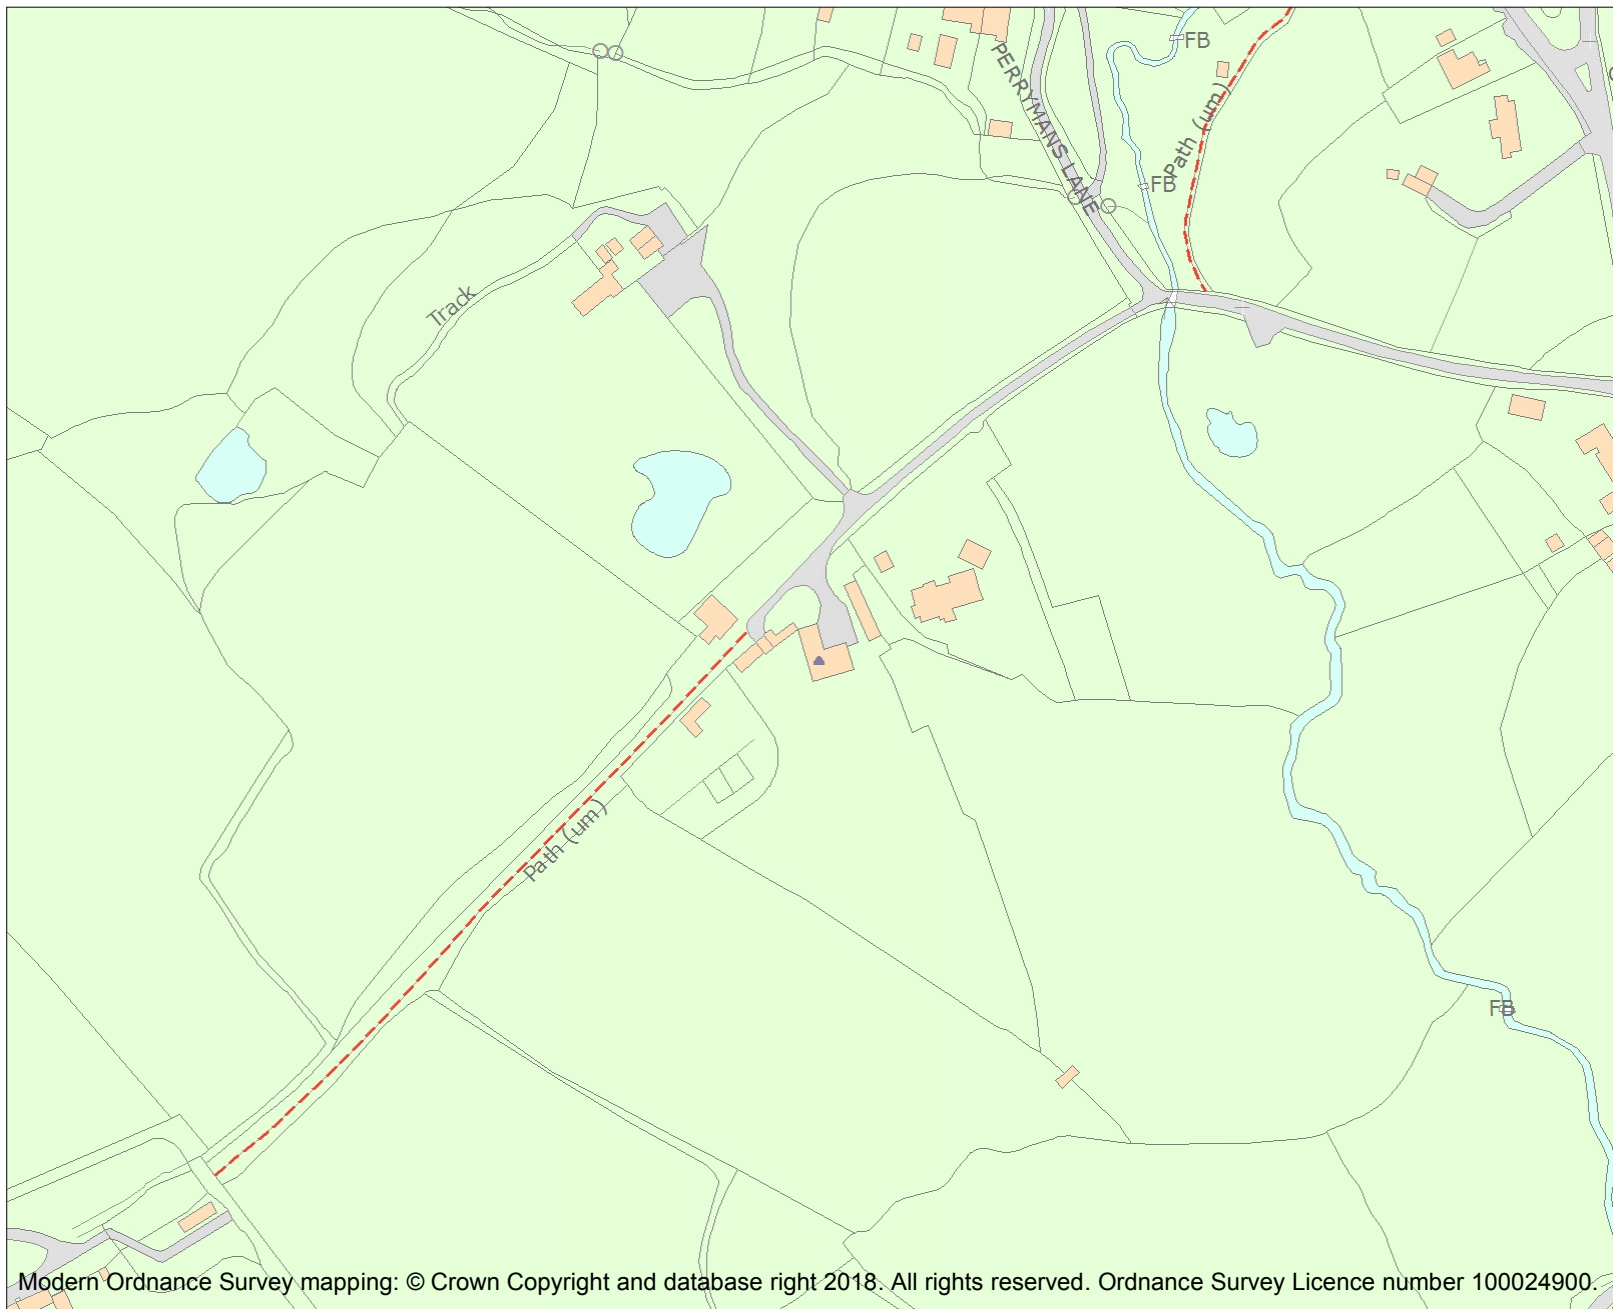 FB
PERRYMANS LANE
Path (um)
FB
Track
Path (um)
FB
Modern Ordnance Survey mapping: © Crown Copyright and database right 2018. All rights reserved. Ordnance Survey Licence number 100024900.